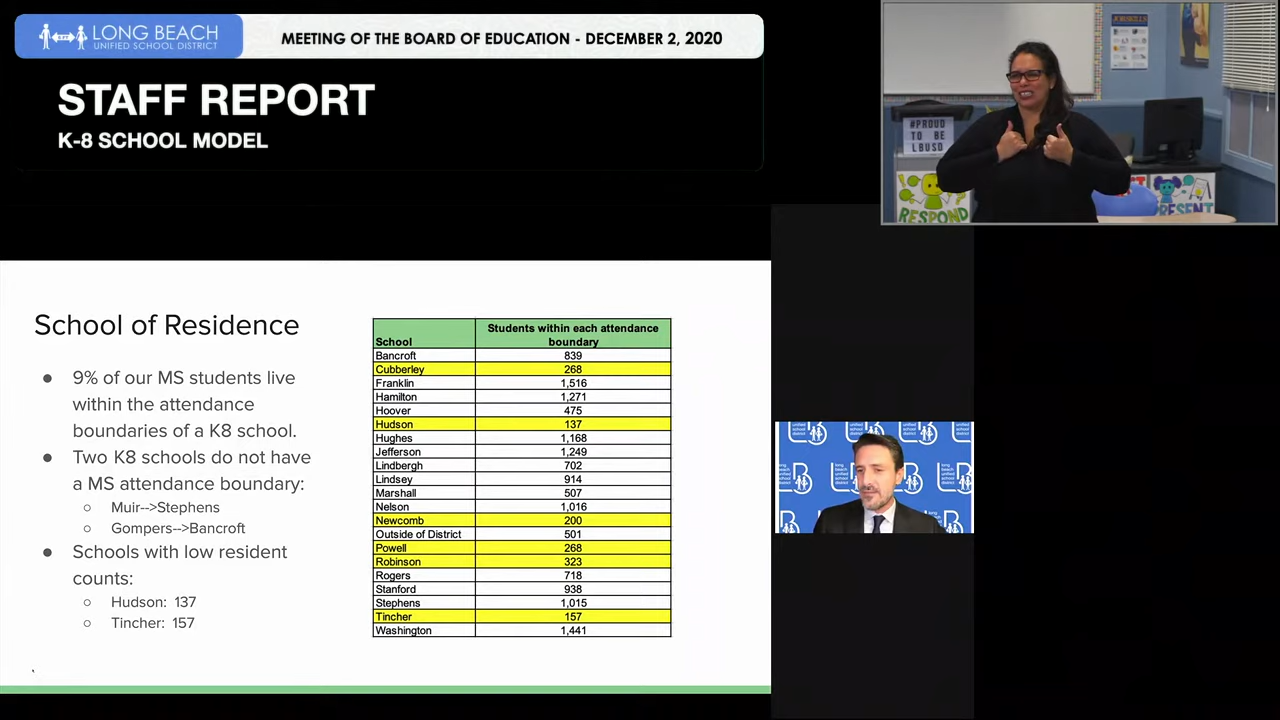 LONG BEACH
UNIFIED SCHOOL DISTRICT
MEETING OF THE BOARD OF EDUCATION - DECEMBER 2, 2020
STAFF REPORT
K-8 SCHOOL MODEL
#PROUD
TO BE
LBUSD
RESPOND
PRESENT
School of Residence
● 9% of our MS students live
within the attendance
boundaries of a K8 school.
● Two K8 schools do not have
a MS attendance boundary:
○ Muir-->Stephens
○ Gompers-->Bancroft
● Schools with low resident
counts:
○ Hudson: 137
○ Tincher: 157
School Students within each attendance boundary
Bancroft 839
Cubberley 268
Franklin 1,516
Hamilton 1,271
Hoover 475
Hudson 137
Hughes 1,168
Jefferson 1,249
Lindbergh 702
Lindsey 914
Marshall 507
Nelson 1,016
Newcomb 200
Outside of District 501
Powell 268
Robinson 323
Rogers 718
Stanford 938
Stephens 1,015
Tincher 157
Washington 1,441
long beach
unified
school
district